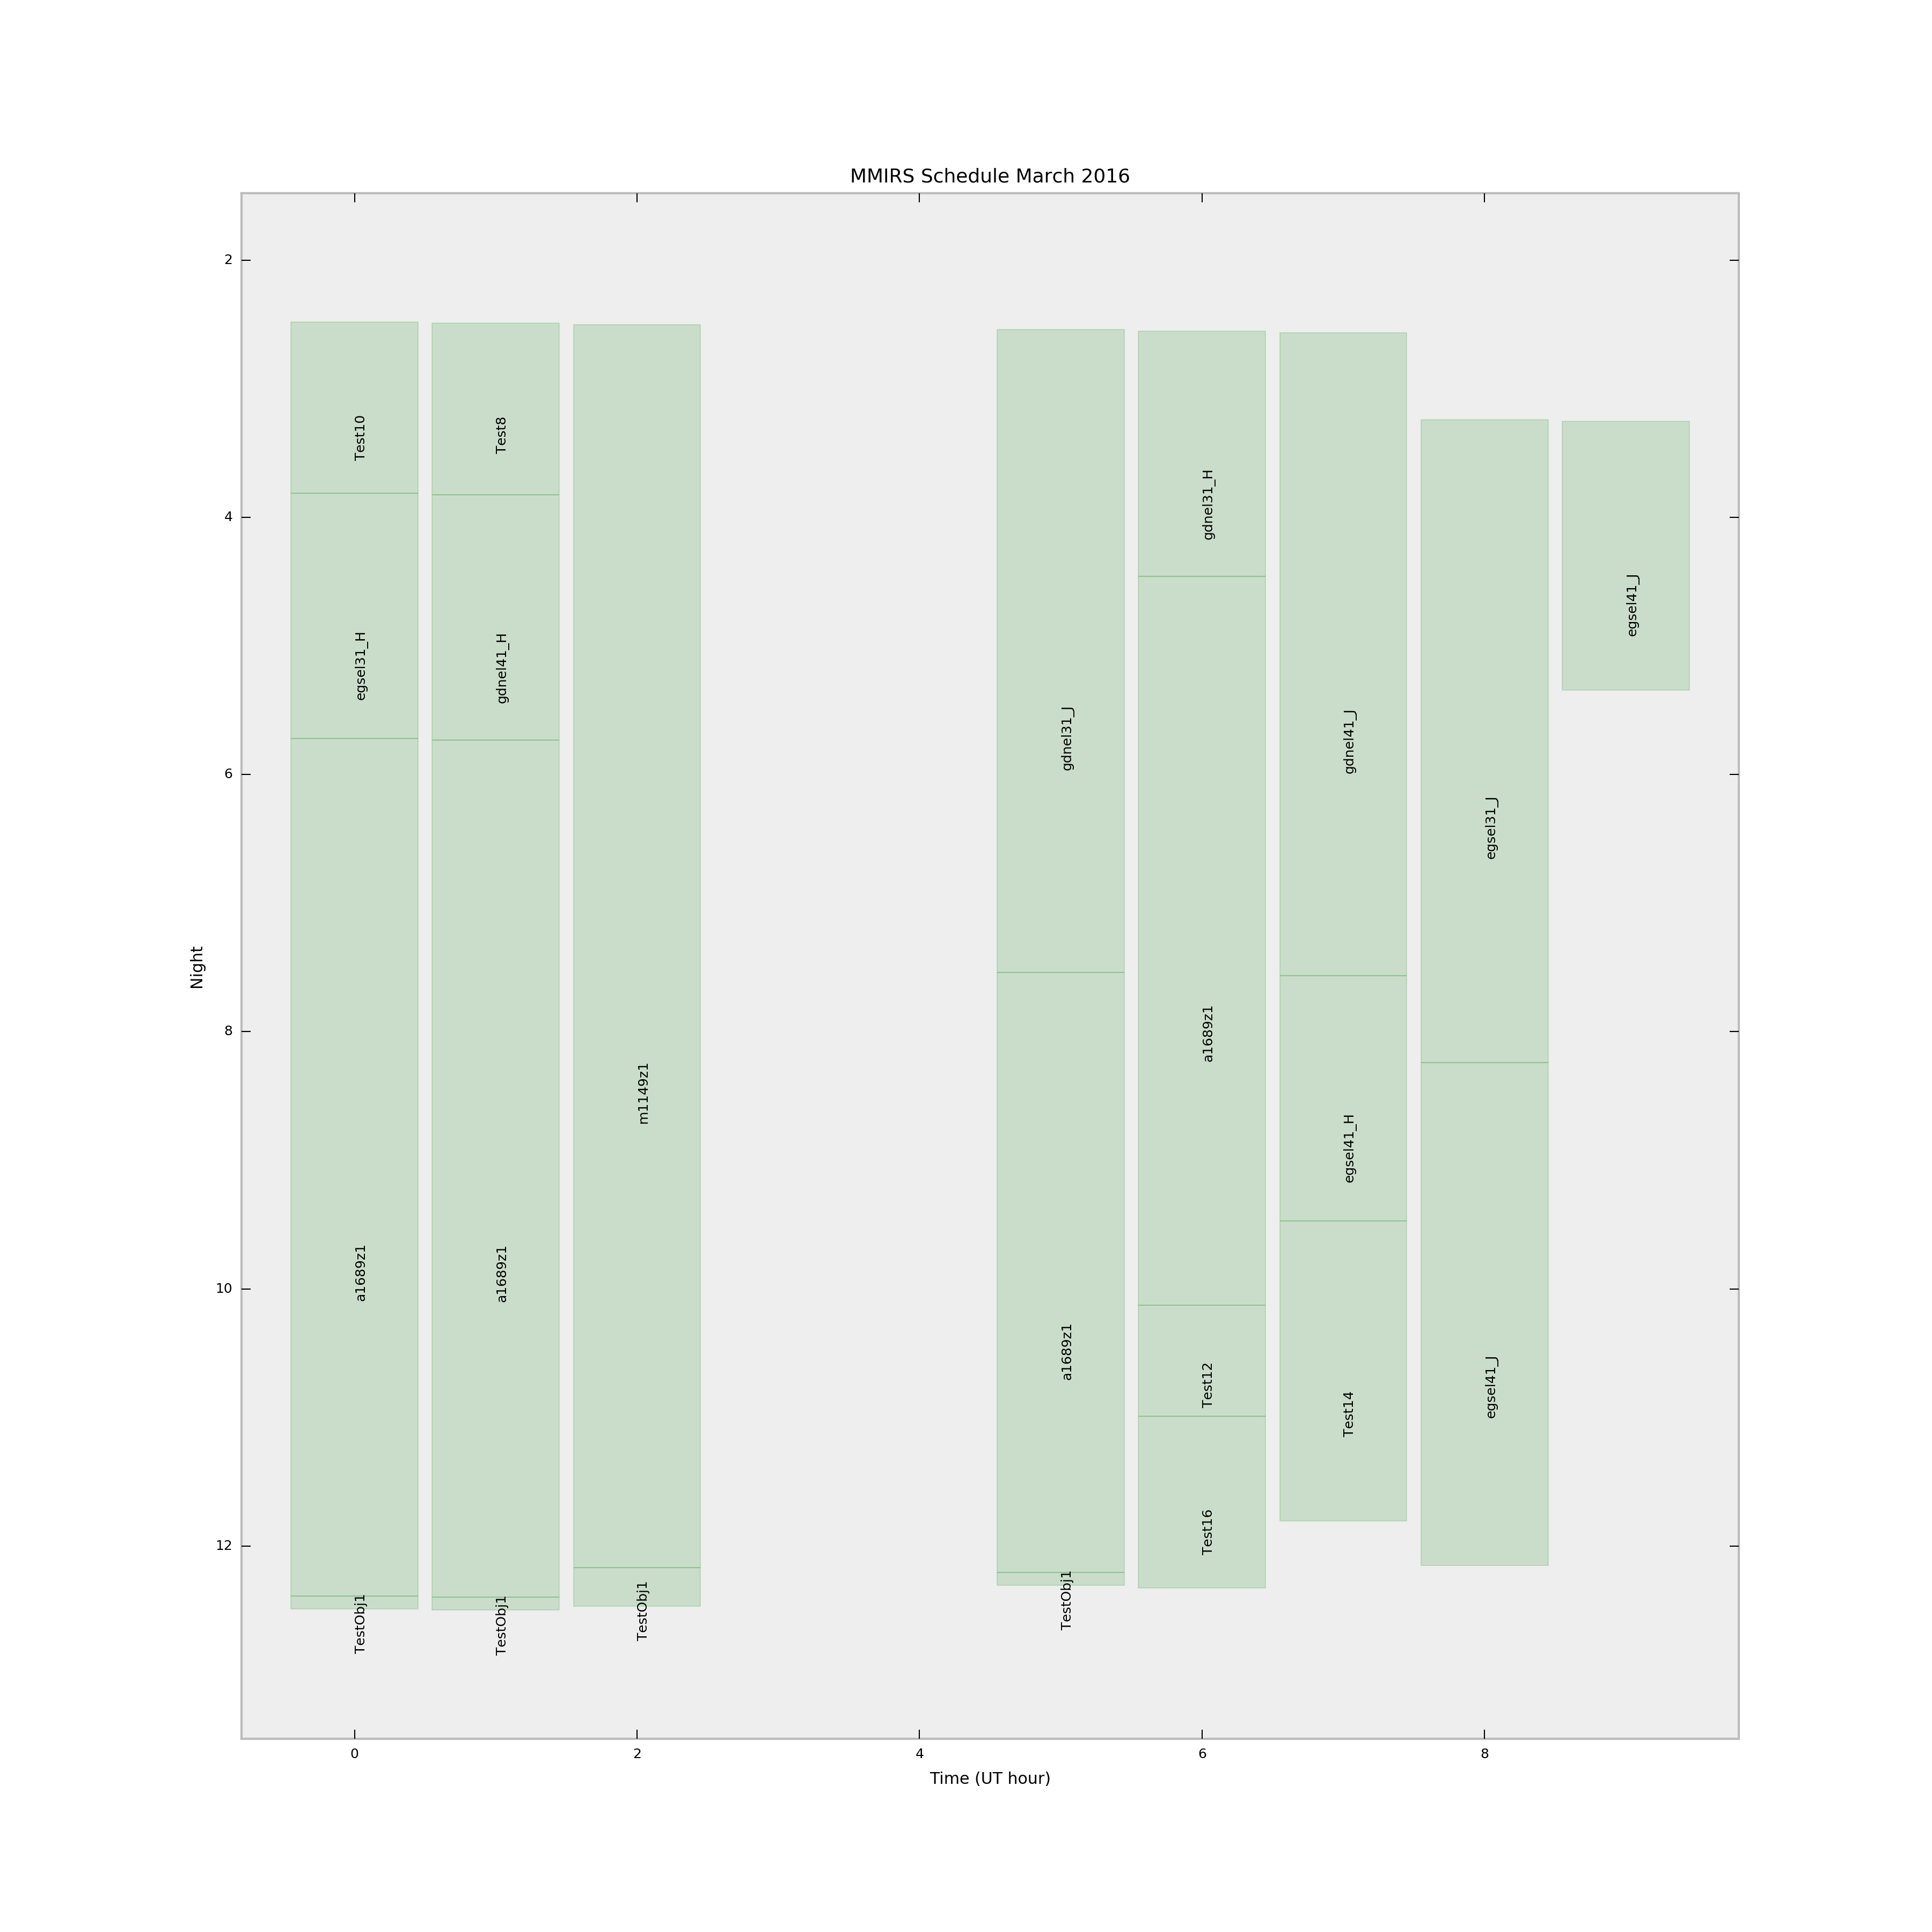 MMIRS Schedule March 2016
Night
2
4
6
8
10
12
Test10
egsel31_H
a1689z1
TestObj1
Test8
gdnel41_H
a1689z1
TestObj1
m1149z1
TestObj1
gdnel31_J
a1689z1
TestObj1
gdnel31_H
a1689z1
Test12
Test16
gdnel41_J
egsel41_H
Test14
egsel31_J
egsel41_J
egsel41_J
0
2
4
6
8
Time (UT hour)